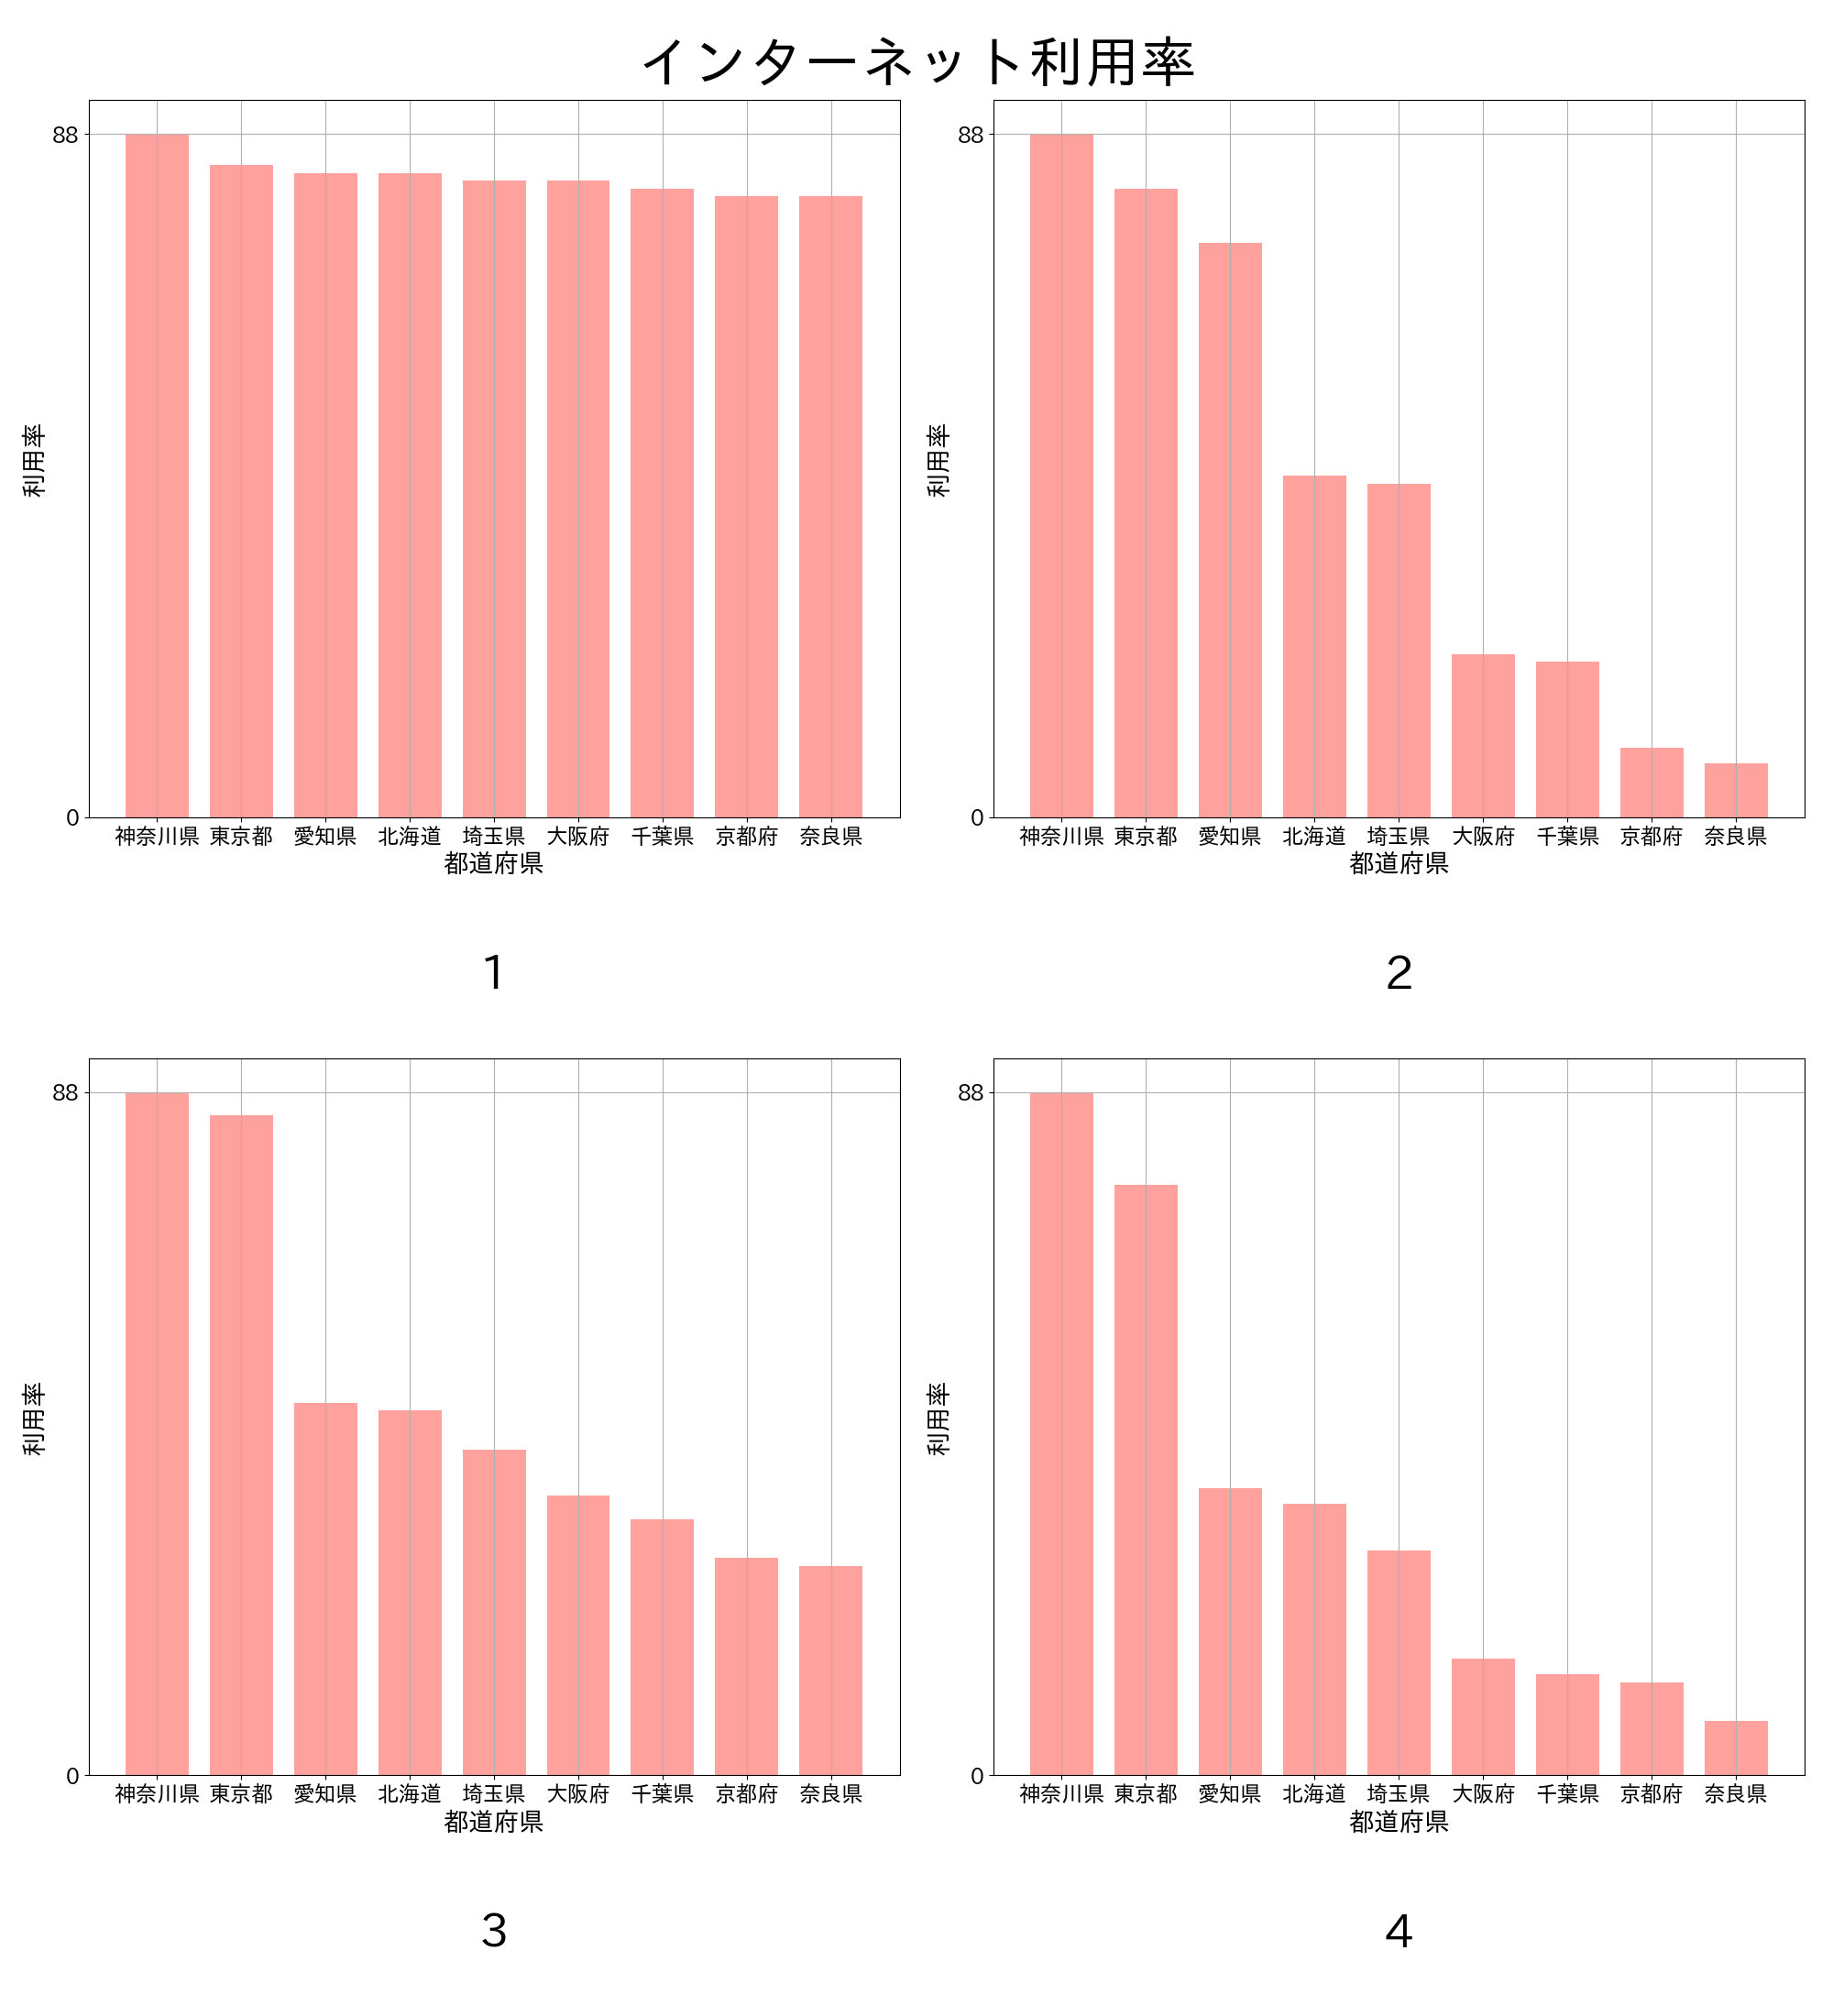 インターネット利用率
88
0
利用率
神奈川県 東京都 愛知県 北海道 埼玉県 大阪府 千葉県 京都府 奈良県
都道府県
1
88
0
利用率
神奈川県 東京都 愛知県 北海道 埼玉県 大阪府 千葉県 京都府 奈良県
都道府県
2
88
0
利用率
神奈川県 東京都 愛知県 北海道 埼玉県 大阪府 千葉県 京都府 奈良県
都道府県
3
88
0
利用率
神奈川県 東京都 愛知県 北海道 埼玉県 大阪府 千葉県 京都府 奈良県
都道府県
4